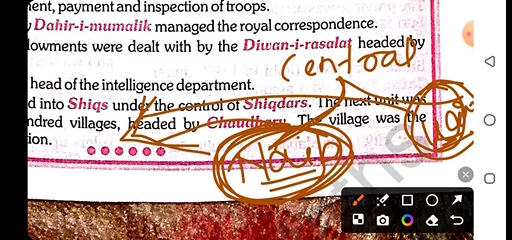 ent, payment and inspection of troops.
Dahir-i-mumalik managed the royal correspondence.
lowments were dealt with by the Diwan-i-rasalat headed by
Central
head of the intelligence department.
d into Shiqs under the control of Shiqdars. The next unit was
ndred villages, headed by Chaudhary. The village was the
tion.